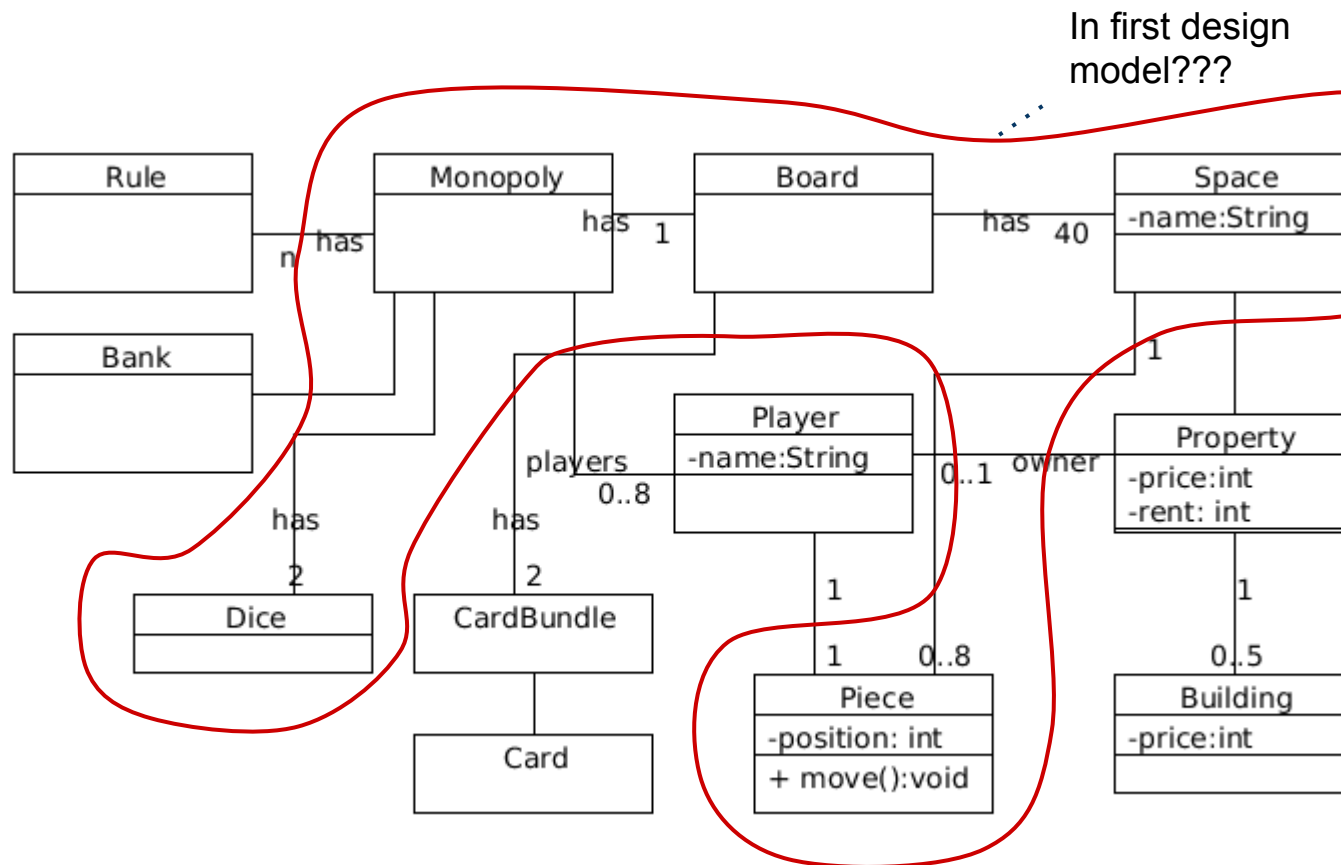 In first design
model???
Rule
Monopoly
Board
Space
-name:String
has
1
has
40
has
n
Bank
1
Player
-name:String
players
0..8
0..1
owner
Property
-price:int
-rent: int
has
2
has
2
1
1
0..8
1
0..5
Dice
CardBundle
Card
Piece
-position: int
+ move():void
Building
-price:int